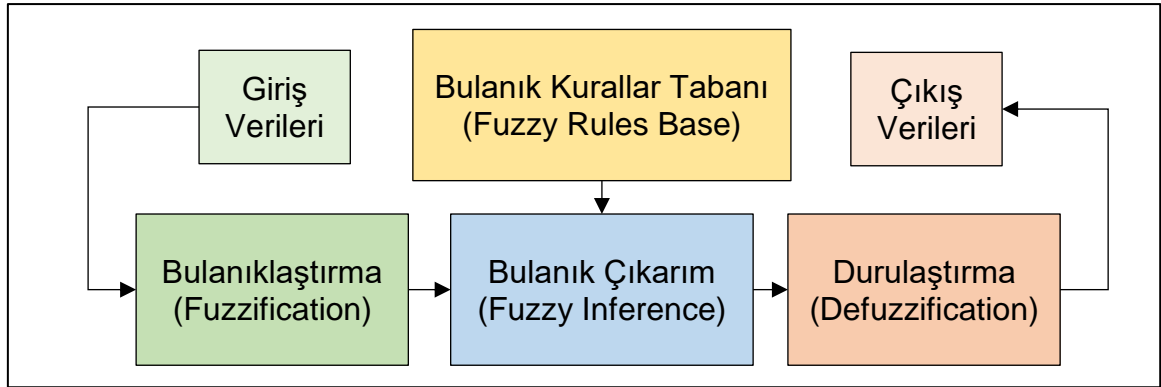 Giriş
Verileri
Bulanık Kurallar Tabanı
(Fuzzy Rules Base)
Çıkış
Verileri
Bulanıklaştırma
(Fuzzification)
Bulanık Çıkarım
(Fuzzy Inference)
Durulaştırma
(Defuzzification)